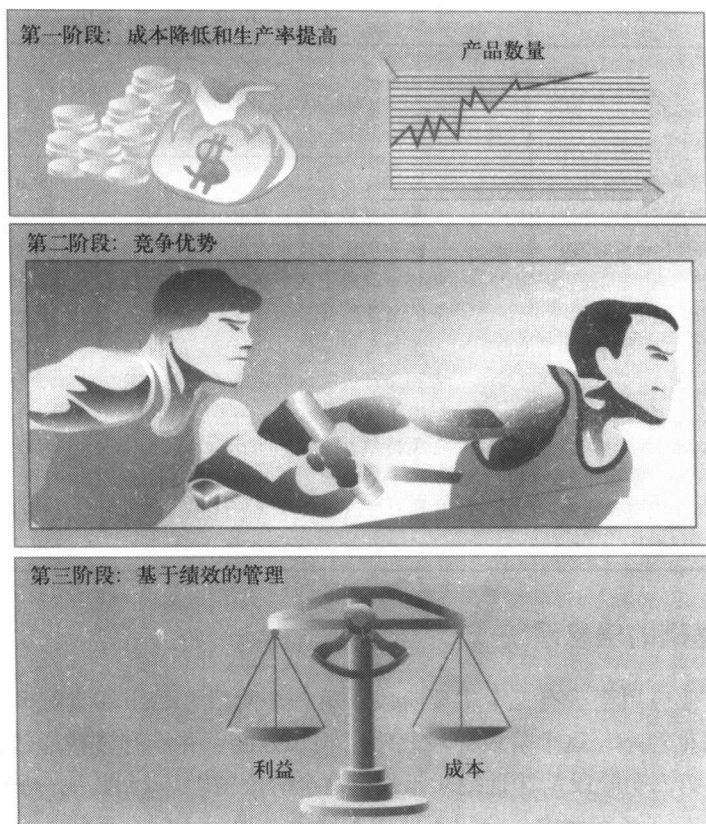 第一阶段：成本降低和生产率提高
产品数量
$
第二阶段：竞争优势
第三阶段：基于绩效的管理
利益
成本